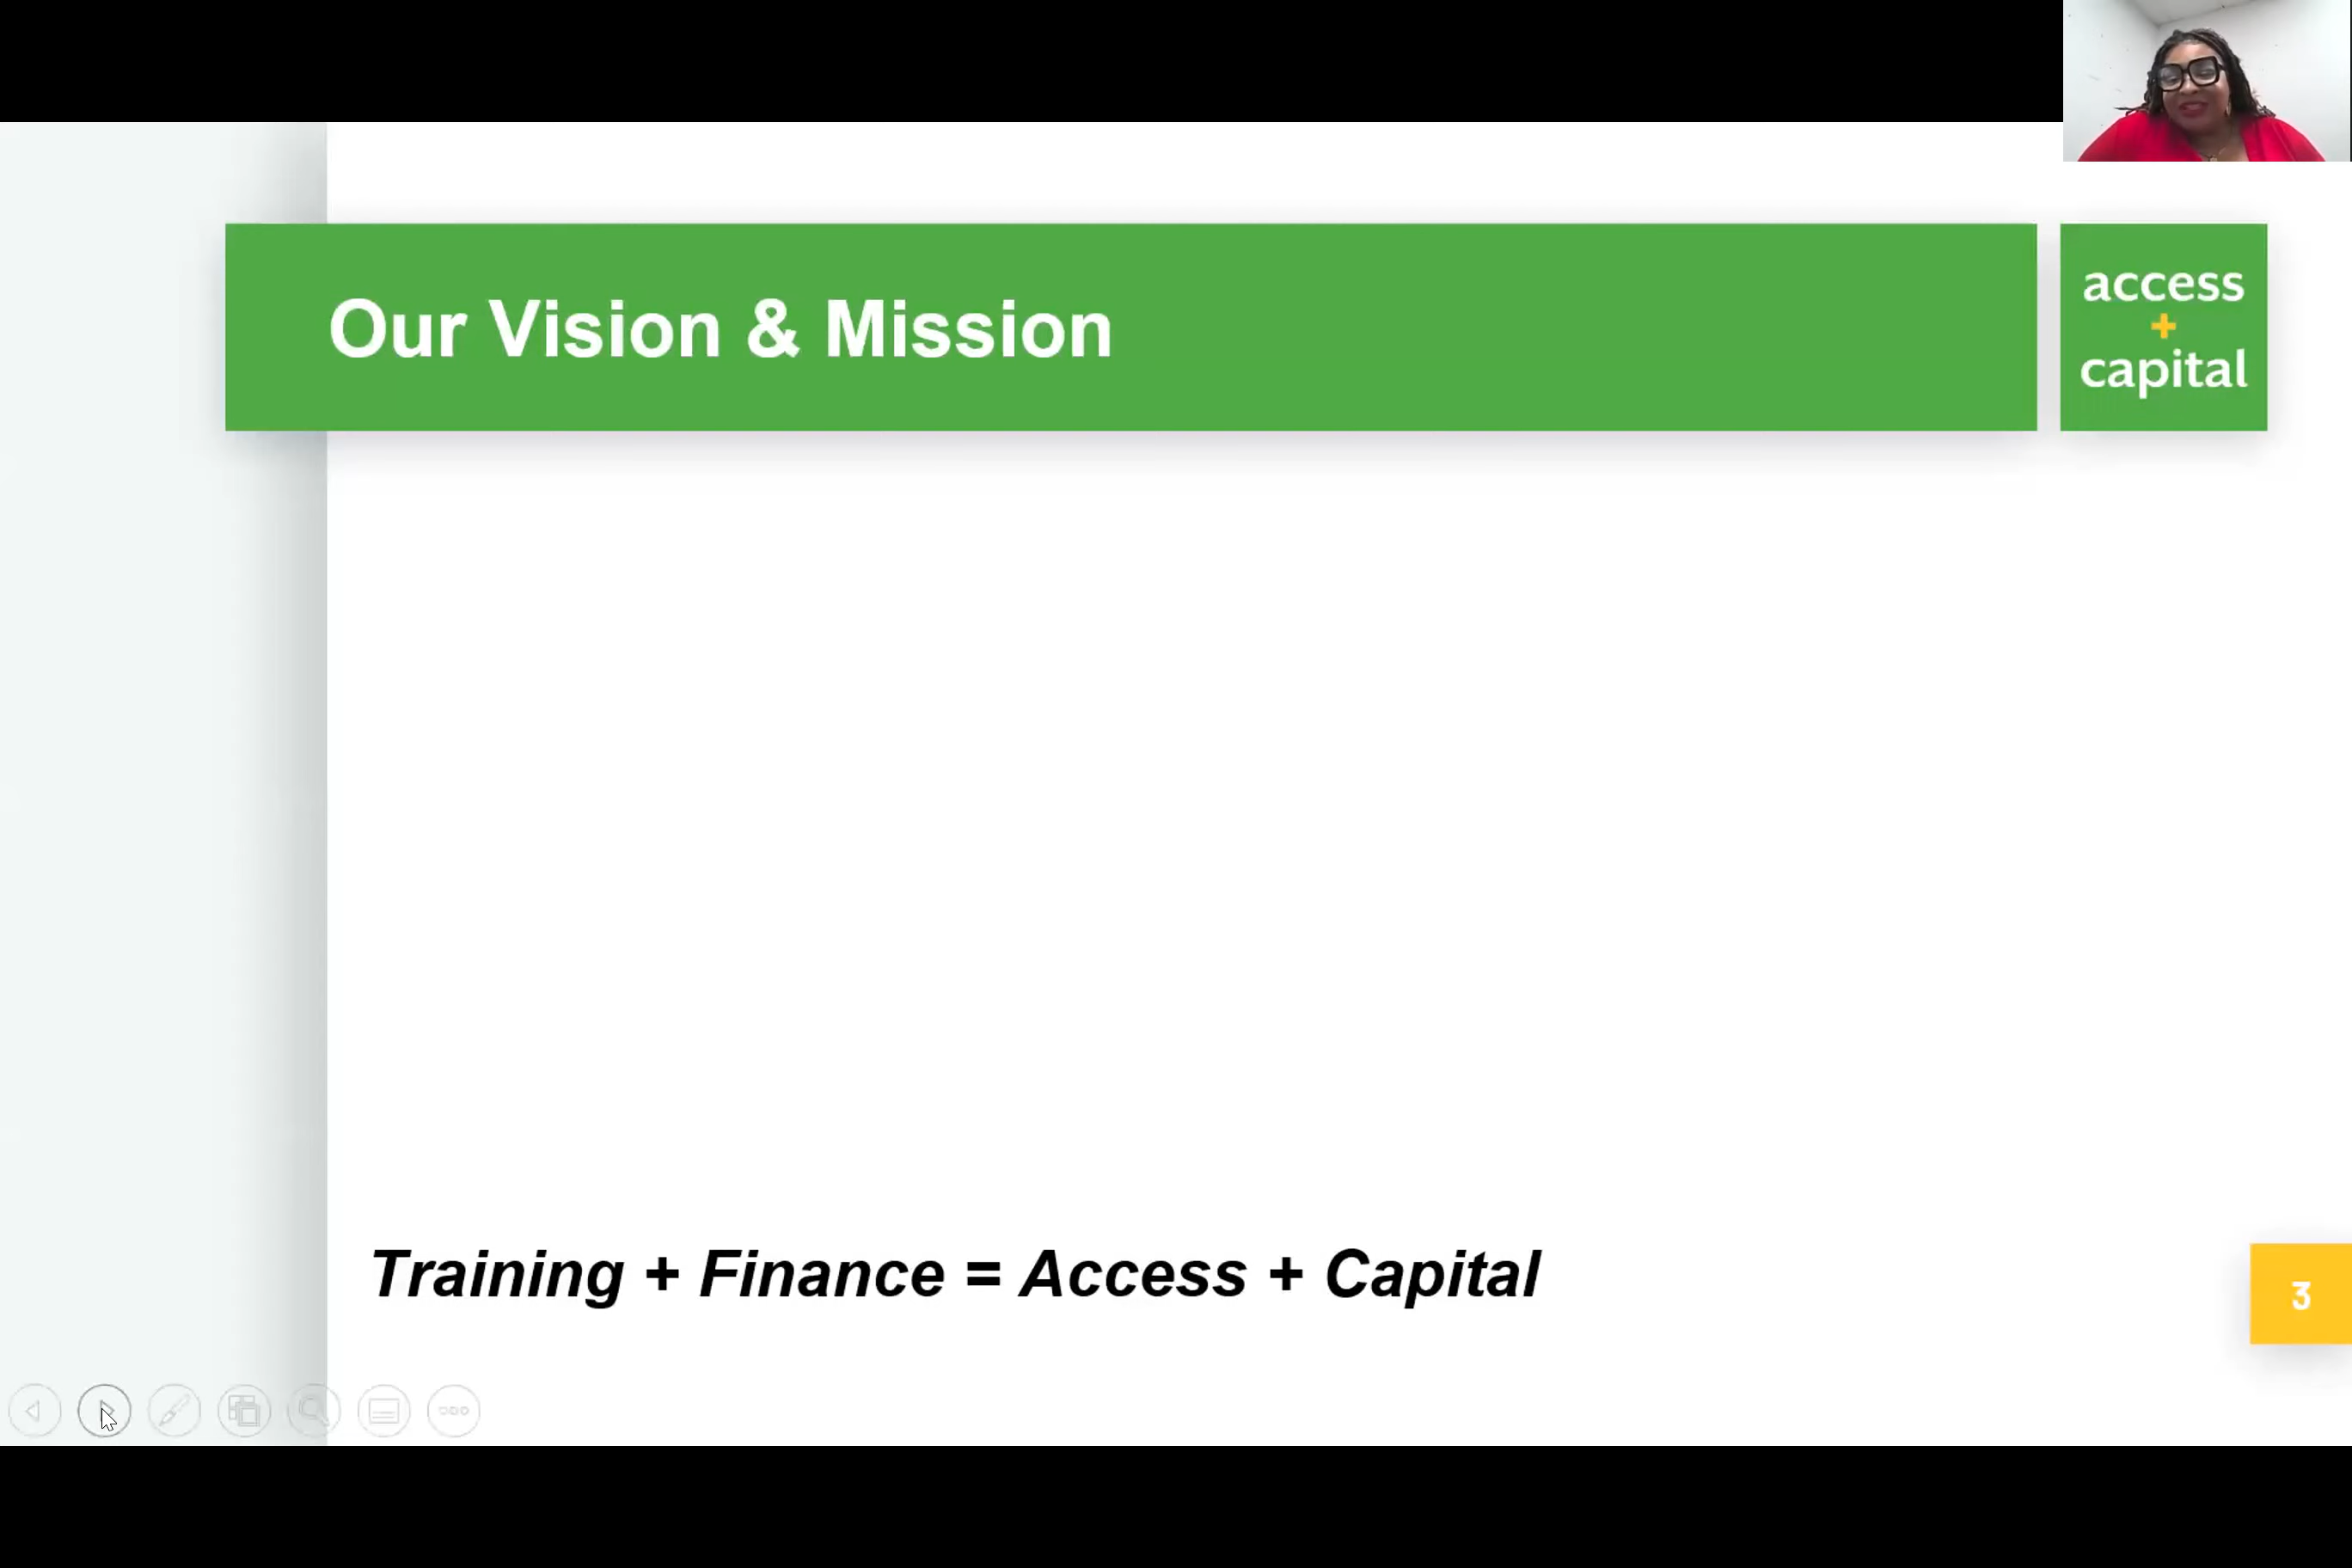 Our Vision & Mission
access
+
capital
Training + Finance = Access + Capital
3